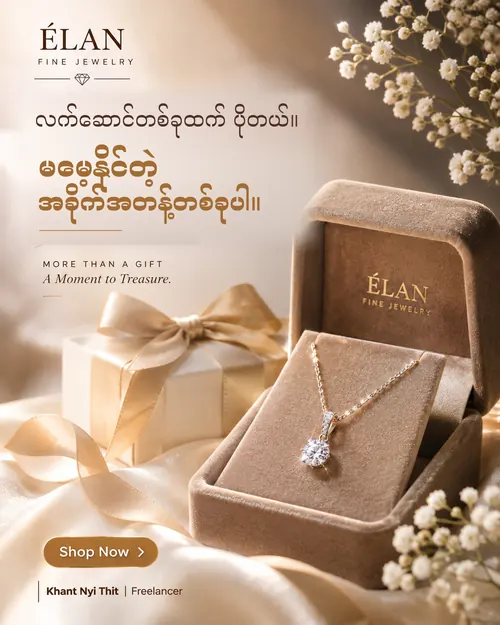 ÉLAN
FINE JEWELRY
လက်ဆောင်တစ်ခုထက် ပိုတယ်။
မမေ့နိုင်တဲ့
အခိုက်အတန့်တစ်ခုပါ။
MORE THAN A GIFT
A Moment to Treasure.
ÉLAN
FINE JEWELRY
Shop Now >
Khant Nyi Thit | Freelancer